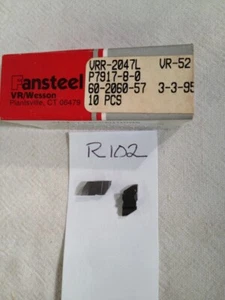 Fansteel
VR/Wesson
Plantsville, CT 06479
VRR-2047L VR-52
P7917-8-0
60-2060-57 3-3-95
10 PCS
R102